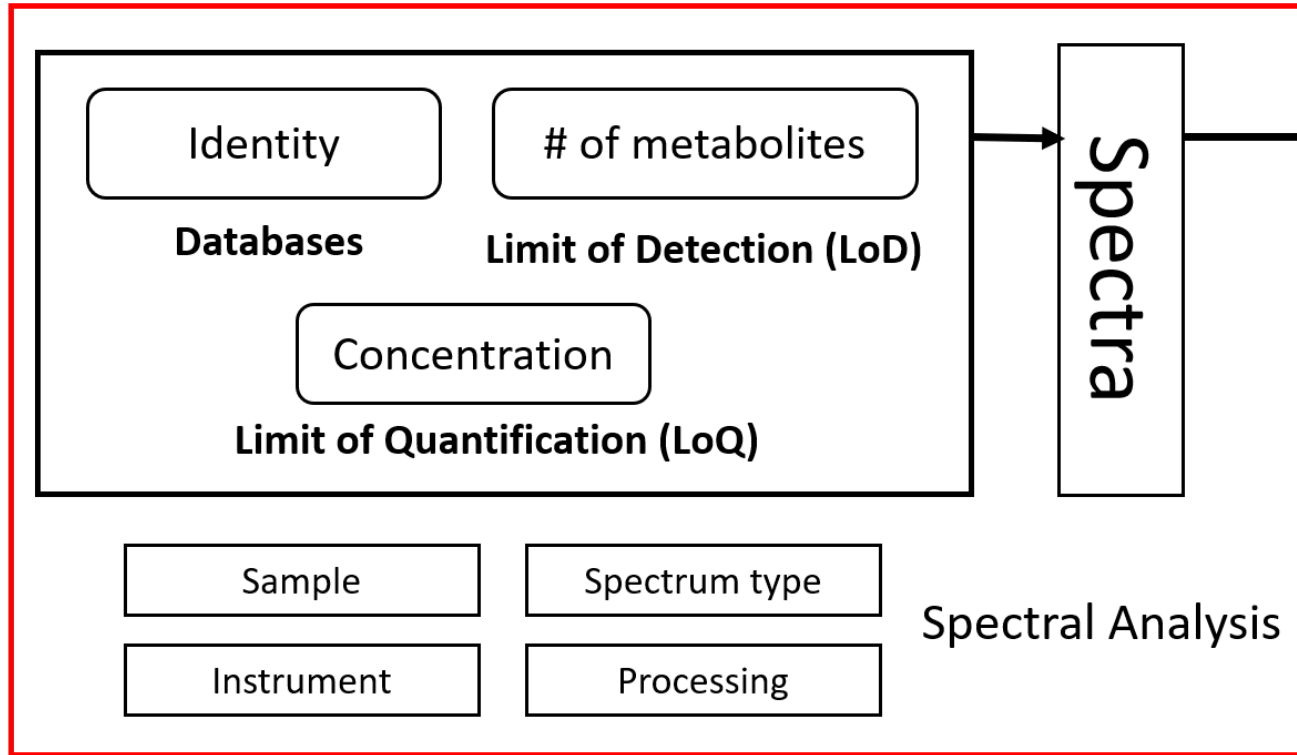 Identity
# of metabolites
Databases
Limit of Detection (LoD)
Concentration
Limit of Quantification (LoQ)
Spectra
Sample
Spectrum type
Instrument
Processing
Spectral Analysis